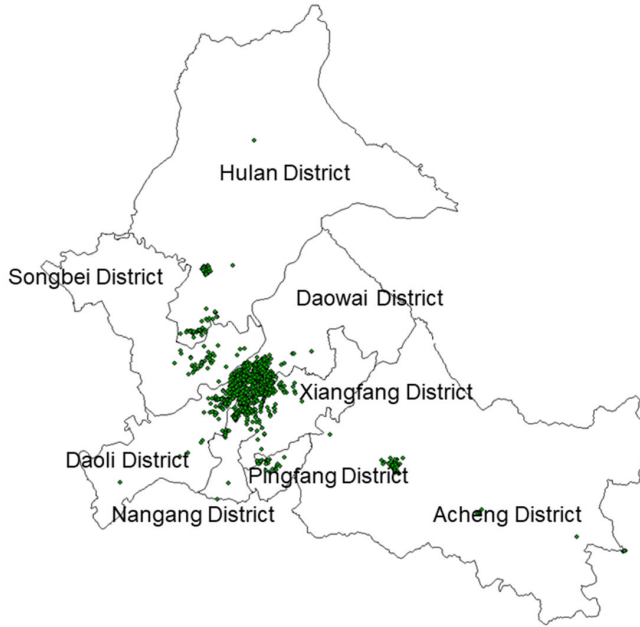 Hulan District
Songbei District
Daowai District
Xiangfang District
Daoli District
Pingfang District
Nangang District
Acheng District